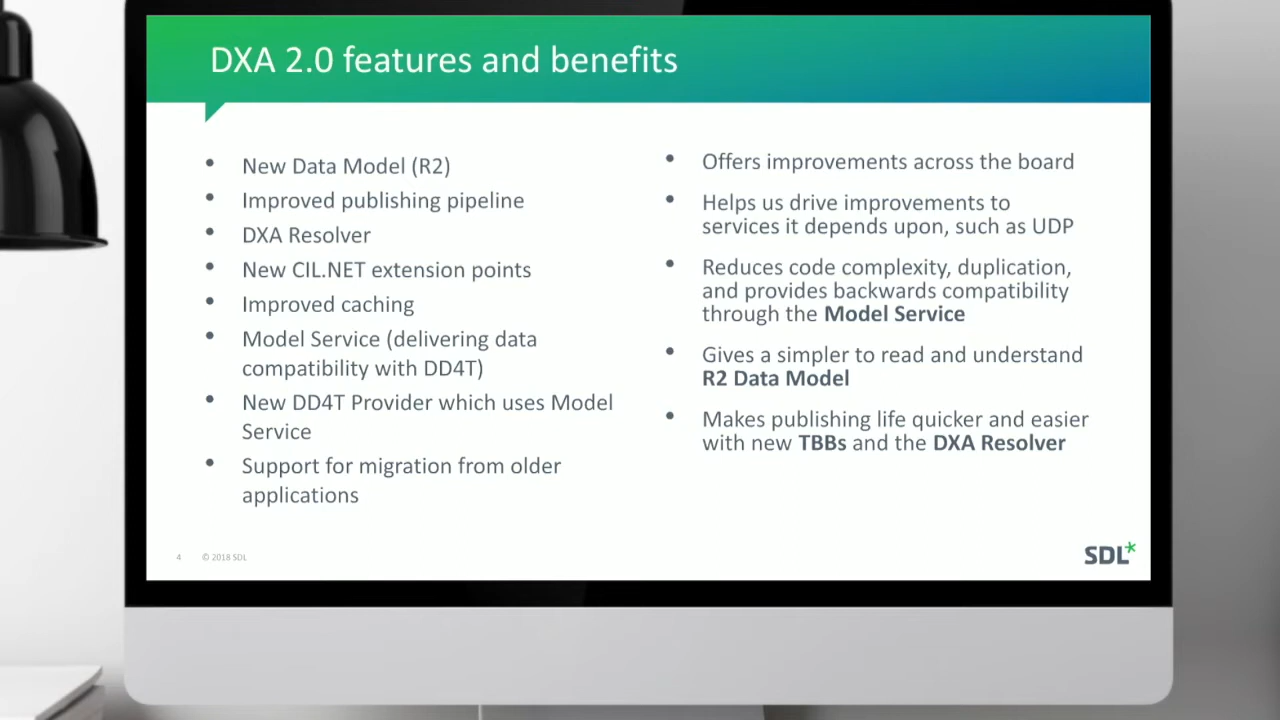 DXA 2.0 features and benefits
• New Data Model (R2)
• Improved publishing pipeline
• DXA Resolver
• New CIL.NET extension points
• Improved caching
• Model Service (delivering data
compatibility with DD4T)
• New DD4T Provider which uses Model
Service
• Support for migration from older
applications
• Offers improvements across the board
• Helps us drive improvements to
services it depends upon, such as UDP
• Reduces code complexity, duplication,
and provides backwards compatibility
through the Model Service
• Gives a simpler to read and understand
R2 Data Model
• Makes publishing life quicker and easier
with new TBBs and the DXA Resolver
4 © 2018 SDL
SDL*